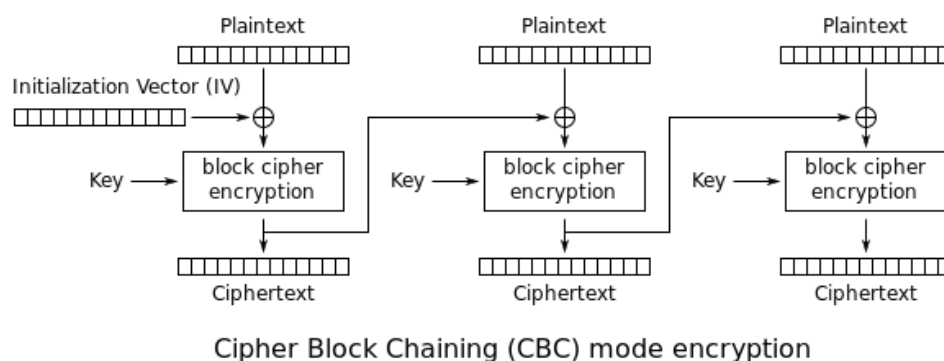 Plaintext Plaintext Plaintext
Initialization Vector (IV)
Key block cipher encryption Key block cipher encryption Key block cipher encryption
Ciphertext Ciphertext Ciphertext
Cipher Block Chaining (CBC) mode encryption